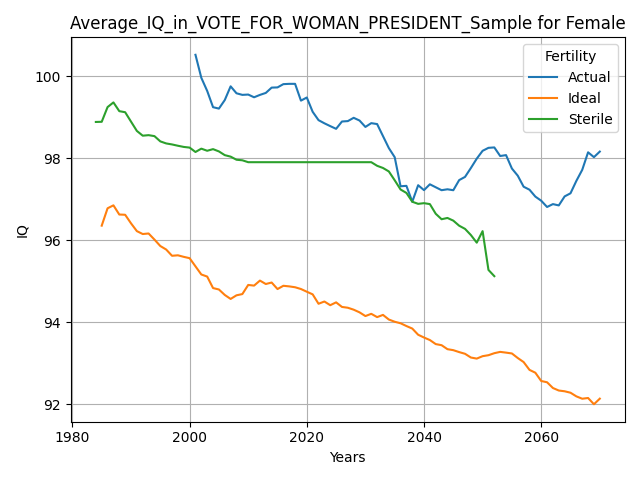 Average_IQ_in_VOTE_FOR_WOMAN_PRESIDENT_Sample for Female
Fertility
Actual
Ideal
Sterile
100
98
96
94
92
IQ
1980
2000
2020
2040
2060
Years